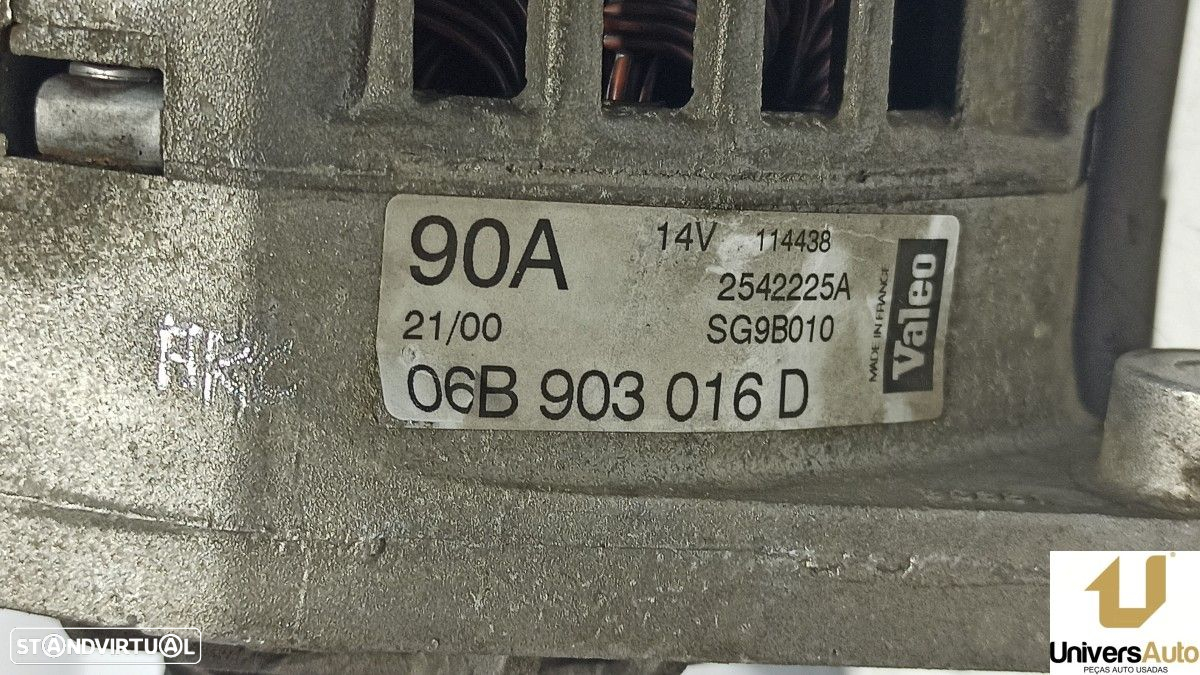 90A 14V 114438
2542225A
21/00 SG9B010
06B 903 016 D
MADE IN FRANCE
Valeo
STANDVIRTUAL
UniversAuto
PEÇAS AUTO USADAS